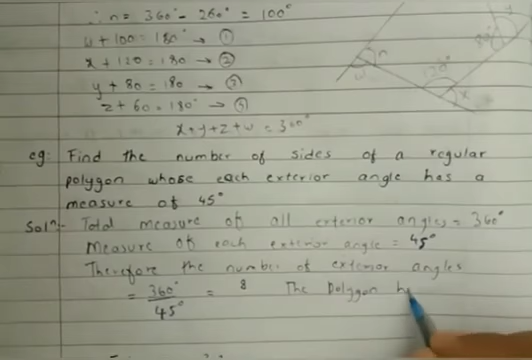 ∴ n = 360° - 260° = 100°
w + 100 = 180° → ①
x + 120 = 180 → ②
y + 80 = 180 → ③
z + 60 = 180° → ④
x + y + z + w = 360°
eg: Find the number of sides of a regular
polygon whose each exterior angle has a
measure of 45°
Solⁿ:- Total measure of all exterior angles = 360°
Measure of each exterior angle = 45°
Therefore the number of exterior angles
= 360° / 45° = 8 The polygon h
n
w
120°
x
80°
y